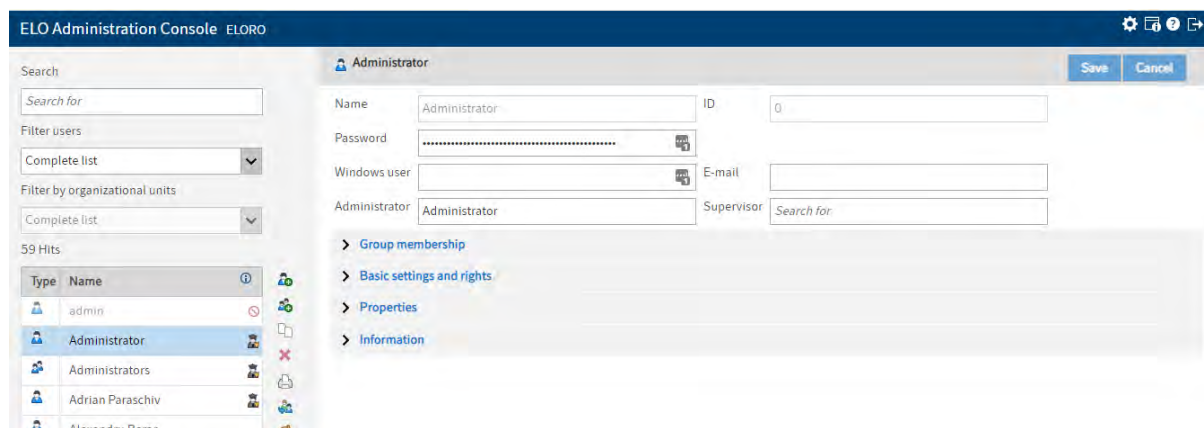 ELO Administration Console ELORO
Search
Search for
Filter users
Complete list
Filter by organizational units
Complete list
59 Hits
Type Name
admin
Administrator
Administrators
Adrian Paraschiv
Administrator
Save Cancel
Name Administrator ID 0
Password
Windows user E-mail
Administrator Administrator Supervisor Search for
Group membership
Basic settings and rights
Properties
Information